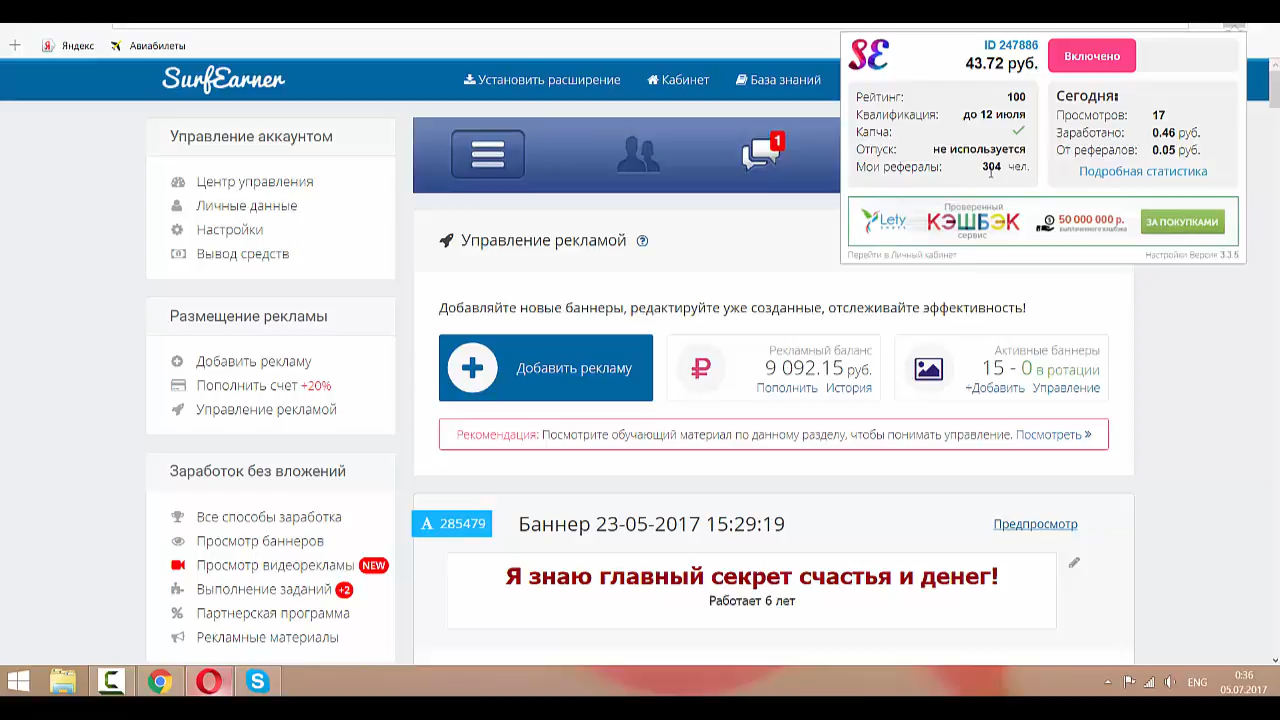 Яндекс
Авиабилеты
SurfEarner
Установить расширение
Кабинет
База знаний
SE
ID 247886
43.72 руб.
Включено
Рейтинг: 100
Квалификация: до 12 июля
Капча:
Отпуск: не используется
Мои рефералы: 304 чел.
Сегодня:
Просмотров: 17
Заработано: 0.46 руб.
От рефералов: 0.05 руб.
Подробная статистика
Lety
Проверенный
КЭШБЭК
сервис
50 000 000 р.
выплаченного кэшбэка
ЗА ПОКУПКАМИ
Перейти в Личный кабинет
Настройки Версия 3.3.6
Управление аккаунтом
Центр управления
Личные данные
Настройки
Вывод средств
Размещение рекламы
Добавить рекламу
Пополнить счет +20%
Управление рекламой
Заработок без вложений
Все способы заработка
Просмотр баннеров
Просмотр видеорекламы NEW
Выполнение заданий +2
Партнерская программа
Рекламные материалы
1
Управление рекламой
Добавляйте новые баннеры, редактируйте уже созданные, отслеживайте эффективность!
Добавить рекламу
Рекламный баланс
9 092.15 руб.
Пополнить История
Активные баннеры
15 - 0 в ротации
+Добавить Управление
Рекомендация: Посмотрите обучающий материал по данному разделу, чтобы понимать управление. Посмотреть »
A 285479
Баннер 23-05-2017 15:29:19
Предпросмотр
Я знаю главный секрет счастья и денег!
Работает 6 лет
ENG
0:36
05.07.2017